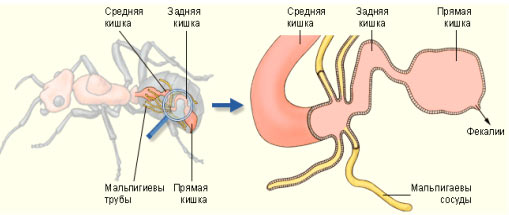 Средняя
кишка
Задняя
кишка
Мальпигиевы
трубы
Прямая
кишка
Средняя
кишка
Задняя
кишка
Прямая
кишка
Фекалии
Мальпигаевы
сосуды